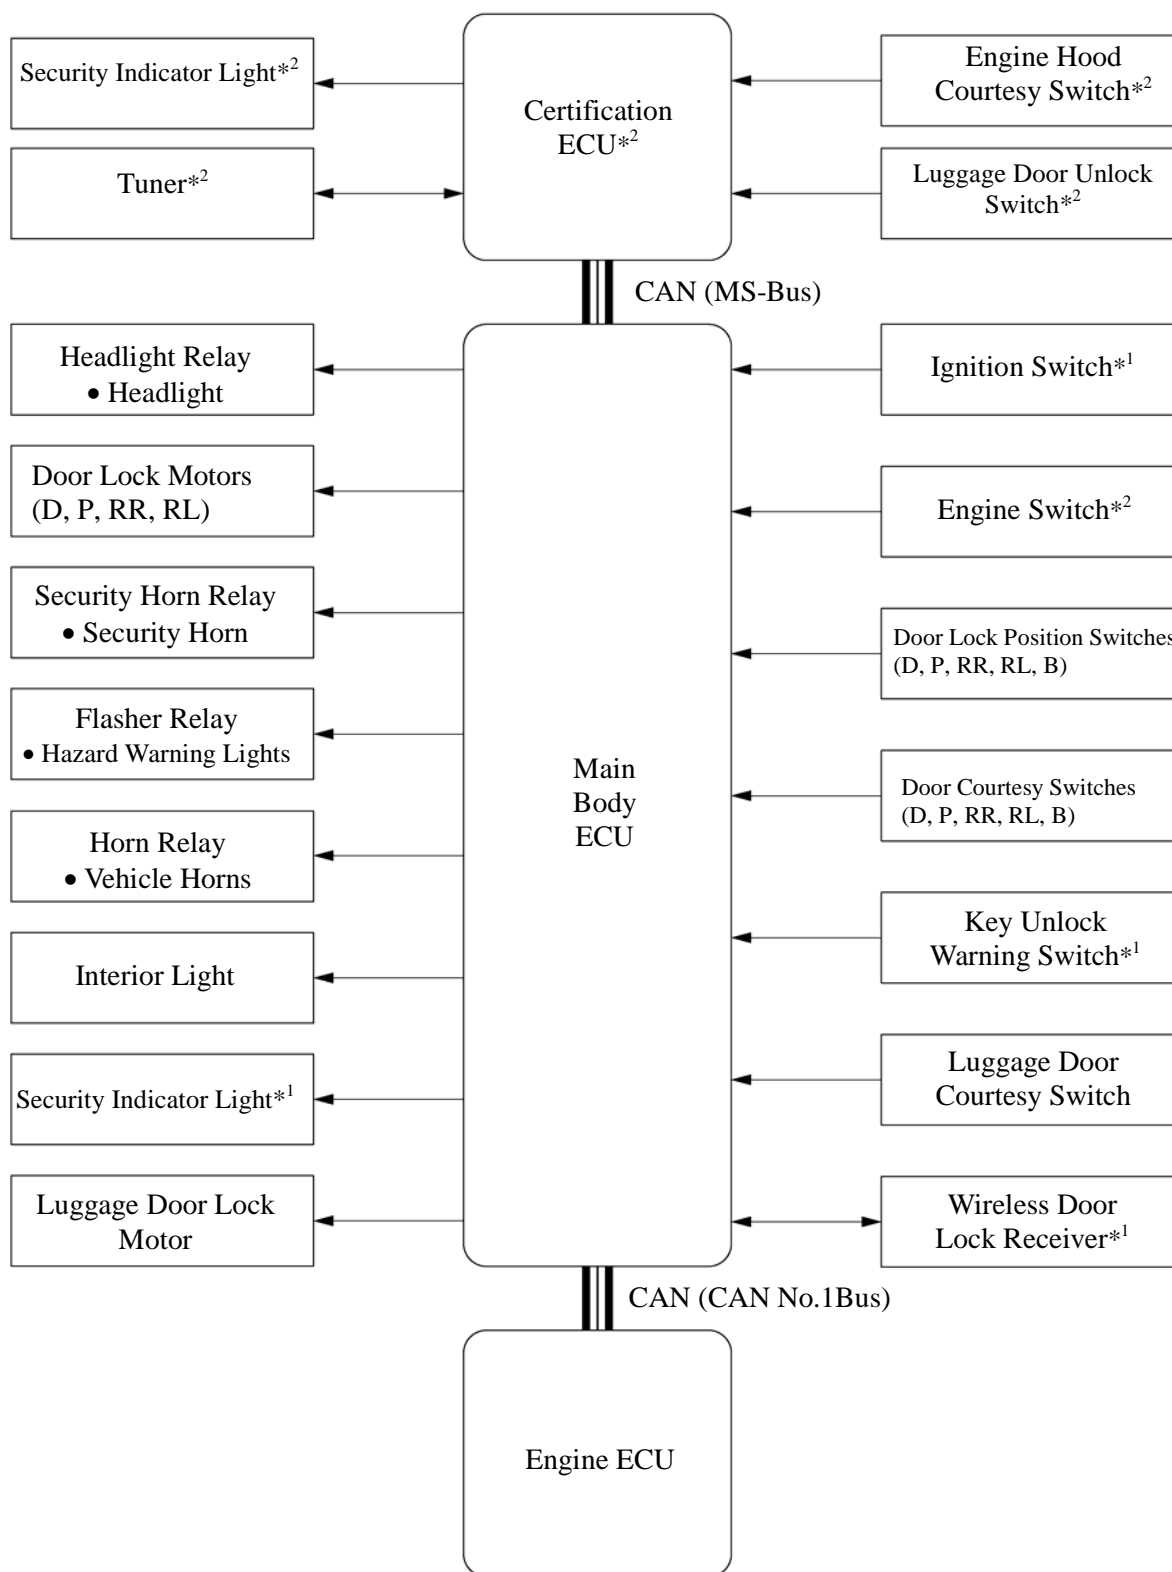 Security Indicator Light*2
Tuner*2
Certification
ECU*2
Engine Hood
Courtesy Switch*2
Luggage Door Unlock
Switch*2
CAN (MS-Bus)
Headlight Relay
• Headlight
Door Lock Motors
(D, P, RR, RL)
Security Horn Relay
• Security Horn
Flasher Relay
• Hazard Warning Lights
Horn Relay
• Vehicle Horns
Interior Light
Security Indicator Light*1
Luggage Door Lock
Motor
Main
Body
ECU
Ignition Switch*1
Engine Switch*2
Door Lock Position Switches
(D, P, RR, RL, B)
Door Courtesy Switches
(D, P, RR, RL, B)
Key Unlock
Warning Switch*1
Luggage Door
Courtesy Switch
Wireless Door
Lock Receiver*1
CAN (CAN No.1Bus)
Engine ECU